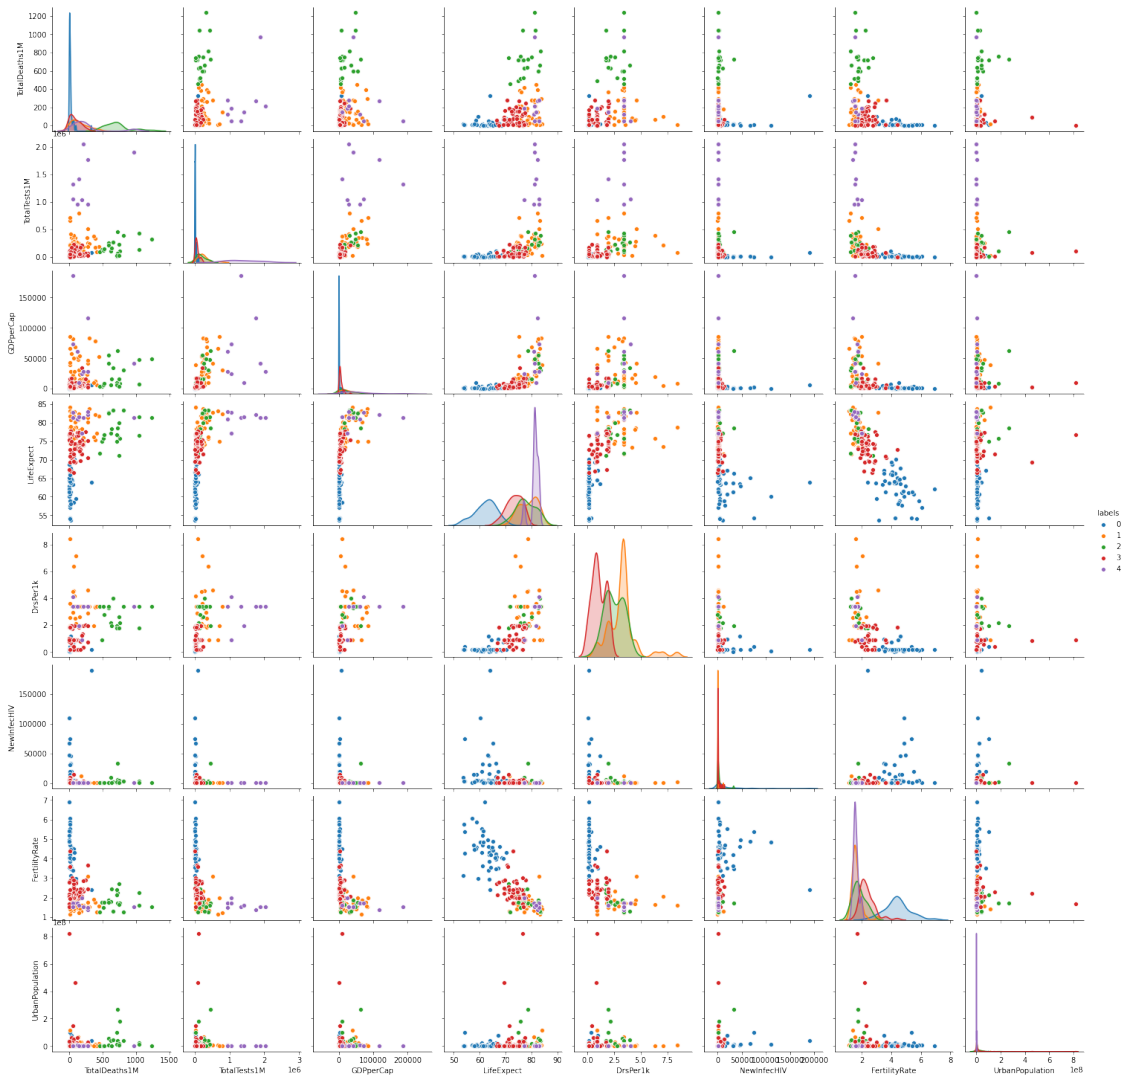 TotalDeaths1M
1200
1000
800
600
400
200
0
1e6
TotalTests1M
2.0
1.5
1.0
0.5
0.0
GDPperCap
150000
100000
50000
0
LifeExpect
85
80
75
70
65
60
55
labels
0
1
2
3
4
DrsPer1k
8
6
4
2
0
NewInfecHIV
150000
100000
50000
0
FertilityRate
7
6
5
4
3
2
1
1e8
UrbanPopulation
8
6
4
2
0
0 500 1000 1500
TotalDeaths1M
0 1 2 3
1e6
TotalTests1M
0 100000 200000
GDPperCap
50 60 70 80 90
LifeExpect
0.0 2.5 5.0 7.5
DrsPer1k
0 50000 100000 150000 200000
NewInfecHIV
2 4 6 8
FertilityRate
0 2 4 6 8
1e8
UrbanPopulation